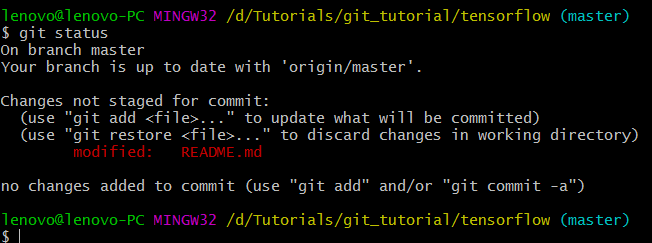 lenovo@lenovo-PC MINGW32 /d/Tutorials/git_tutorial/tensorflow (master)
$ git status
On branch master
Your branch is up to date with 'origin/master'.
Changes not staged for commit:
(use "git add <file>..." to update what will be committed)
(use "git restore <file>..." to discard changes in working directory)
modified: README.md
no changes added to commit (use "git add" and/or "git commit -a")
lenovo@lenovo-PC MINGW32 /d/Tutorials/git_tutorial/tensorflow (master)
$